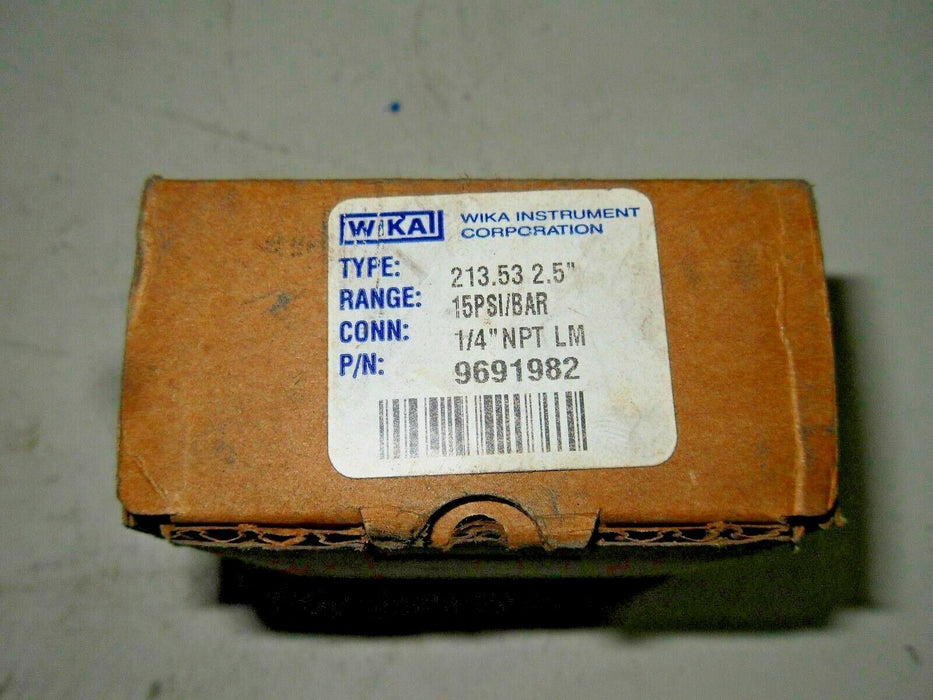 WIKA WIKA INSTRUMENT
CORPORATION
TYPE: 213.53 2.5"
RANGE: 15PSI/BAR
CONN: 1/4" NPT LM
P/N: 9691982